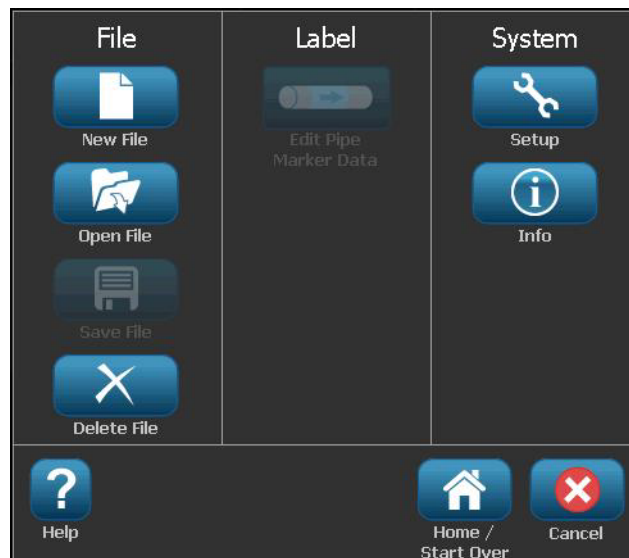 File
New File
Open File
Save File
Delete File
Label
Edit Pipe
Marker Data
System
Setup
Info
?
Help
Home /
Start Over
Cancel